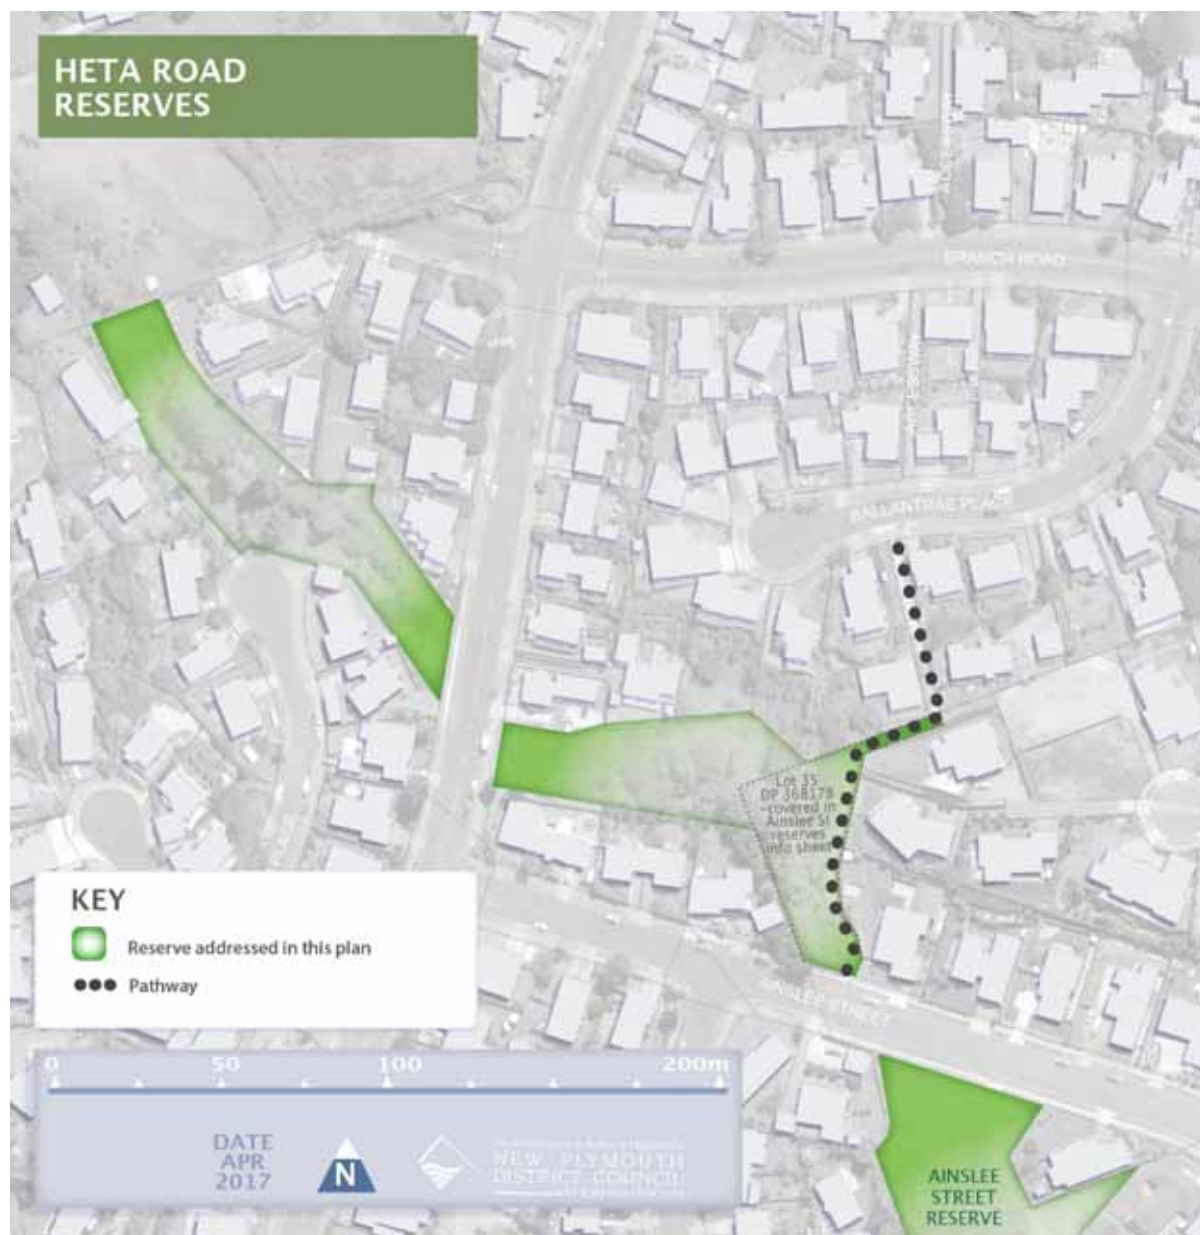 HETA ROAD
RESERVES
BRANCH ROAD
BALLANTRAE PLACE
Lot 35
DP 368178
covered in
Ainslee St
reserves
info sheet
KEY
Reserve addressed in this plan
Pathway
STREET
0 50 100 200m
DATE
APR
2017
N
NEW PLYMOUTH
DISTRICT COUNCIL
AINSLEE
STREET
RESERVE